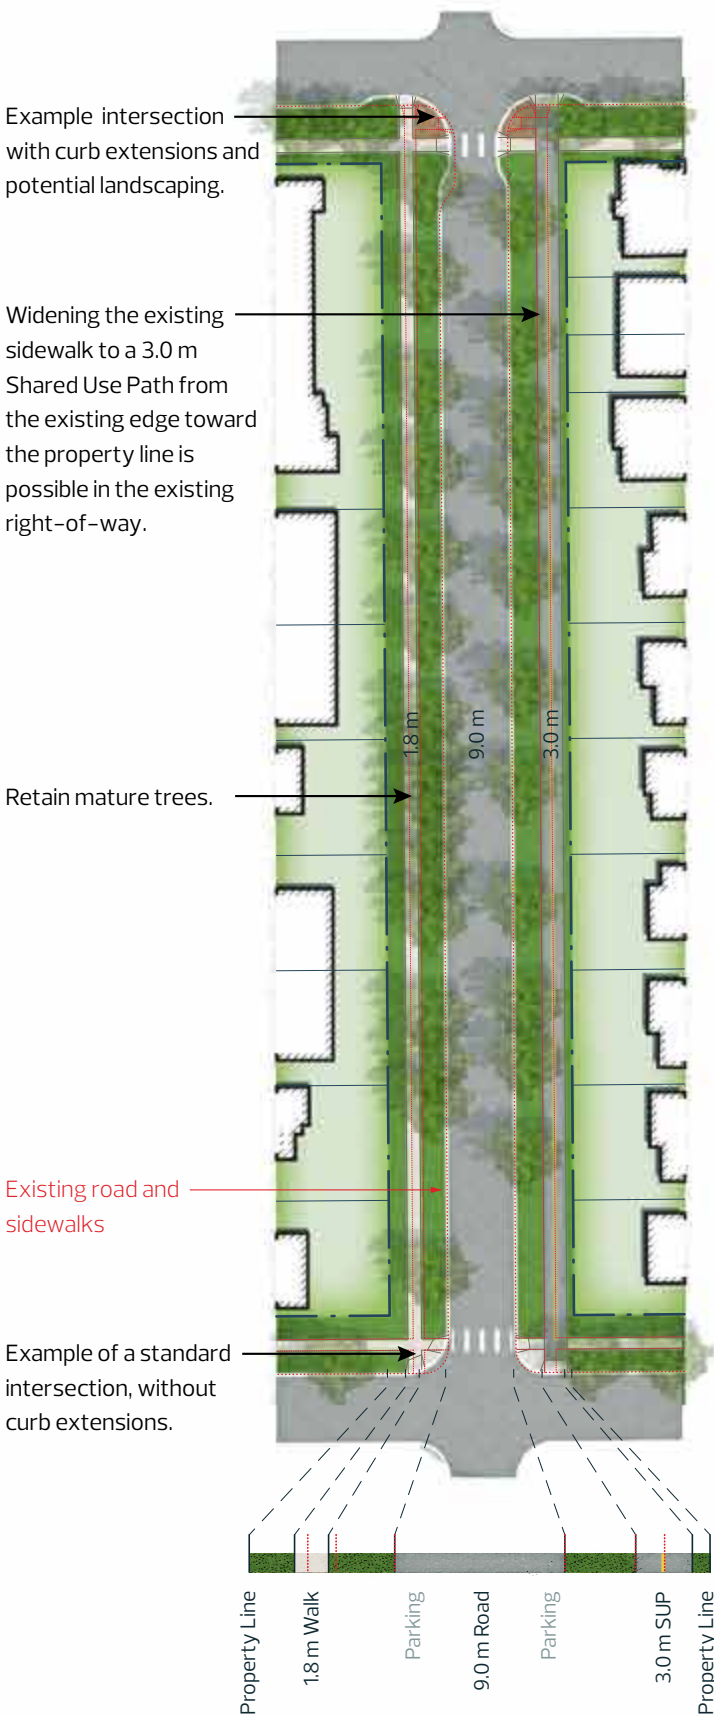 Example intersection
with curb extensions and
potential landscaping.
Widening the existing
sidewalk to a 3.0 m
Shared Use Path from
the existing edge toward
the property line is
possible in the existing
right-of-way.
1.8 m
9.0 m
3.0 m
Retain mature trees.
Existing road and
sidewalks
Example of a standard
intersection, without
curb extensions.
Property Line
1.8 m Walk
Parking
9.0 m Road
Parking
3.0 m SUP
Property Line